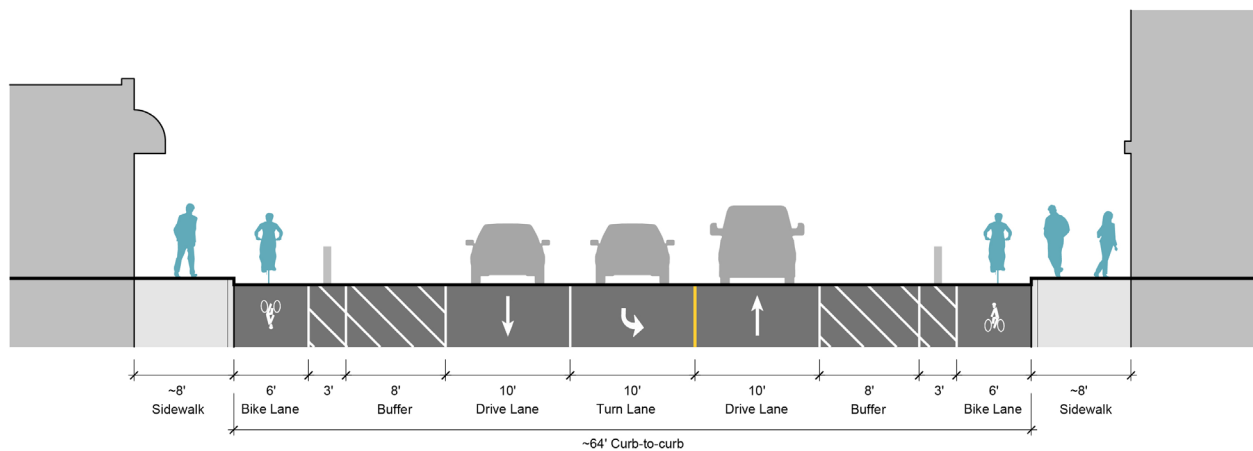 ~8' 6' 3' 8' 10' 10' 10' 8' 3' 6' ~8'
Sidewalk Bike Lane Buffer Drive Lane Turn Lane Drive Lane Buffer Bike Lane Sidewalk
~64' Curb-to-curb